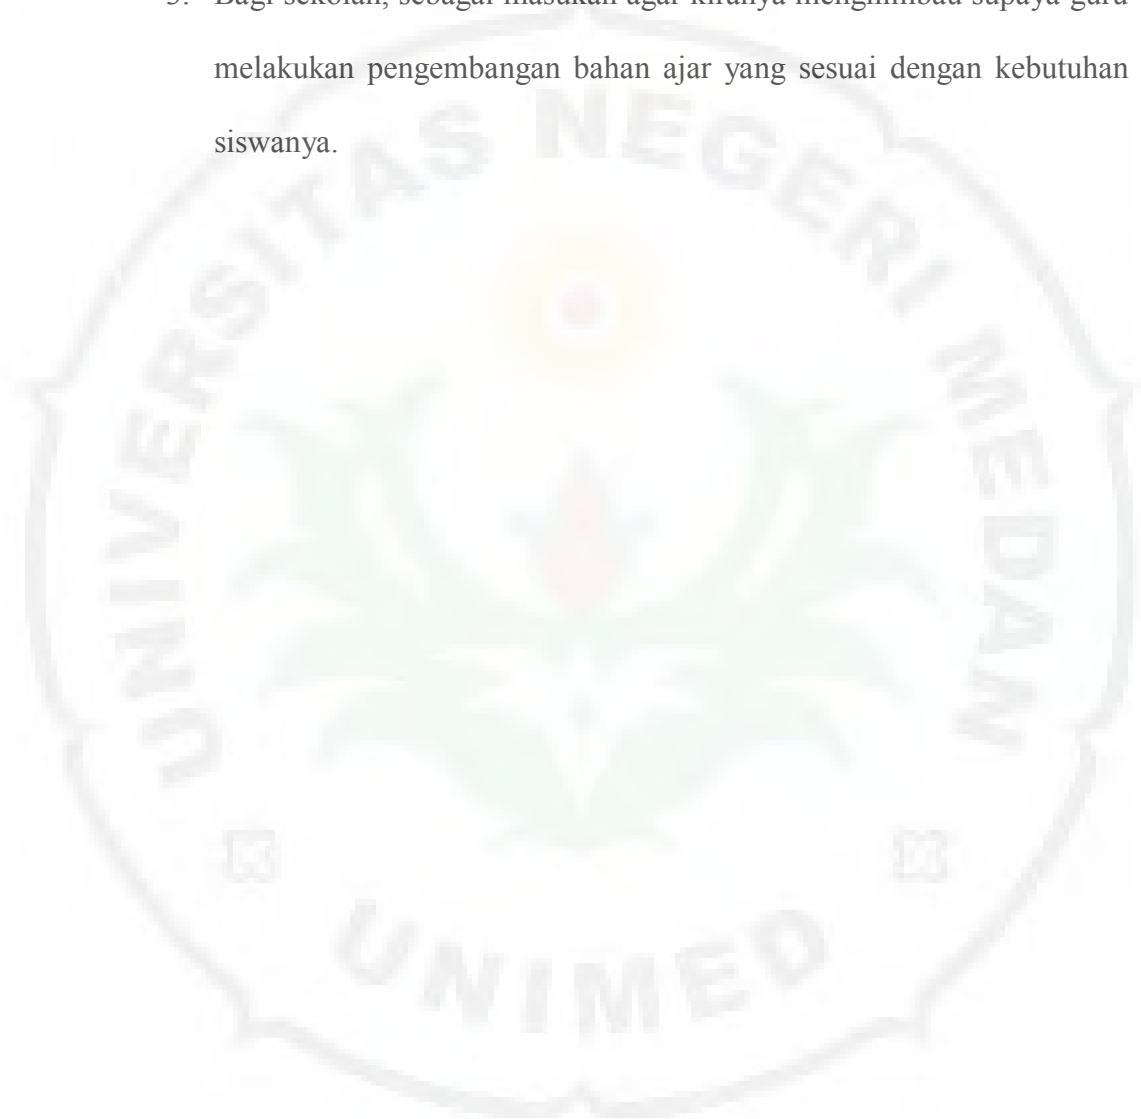 Bagi sekolah, sebagai masukan agar kiranya menghimbau supaya guru
melakukan pengembangan bahan ajar yang sesuai dengan kebutuhan
siswanya.
UNIVERSITAS NEGERI MEDAN
UNIMED